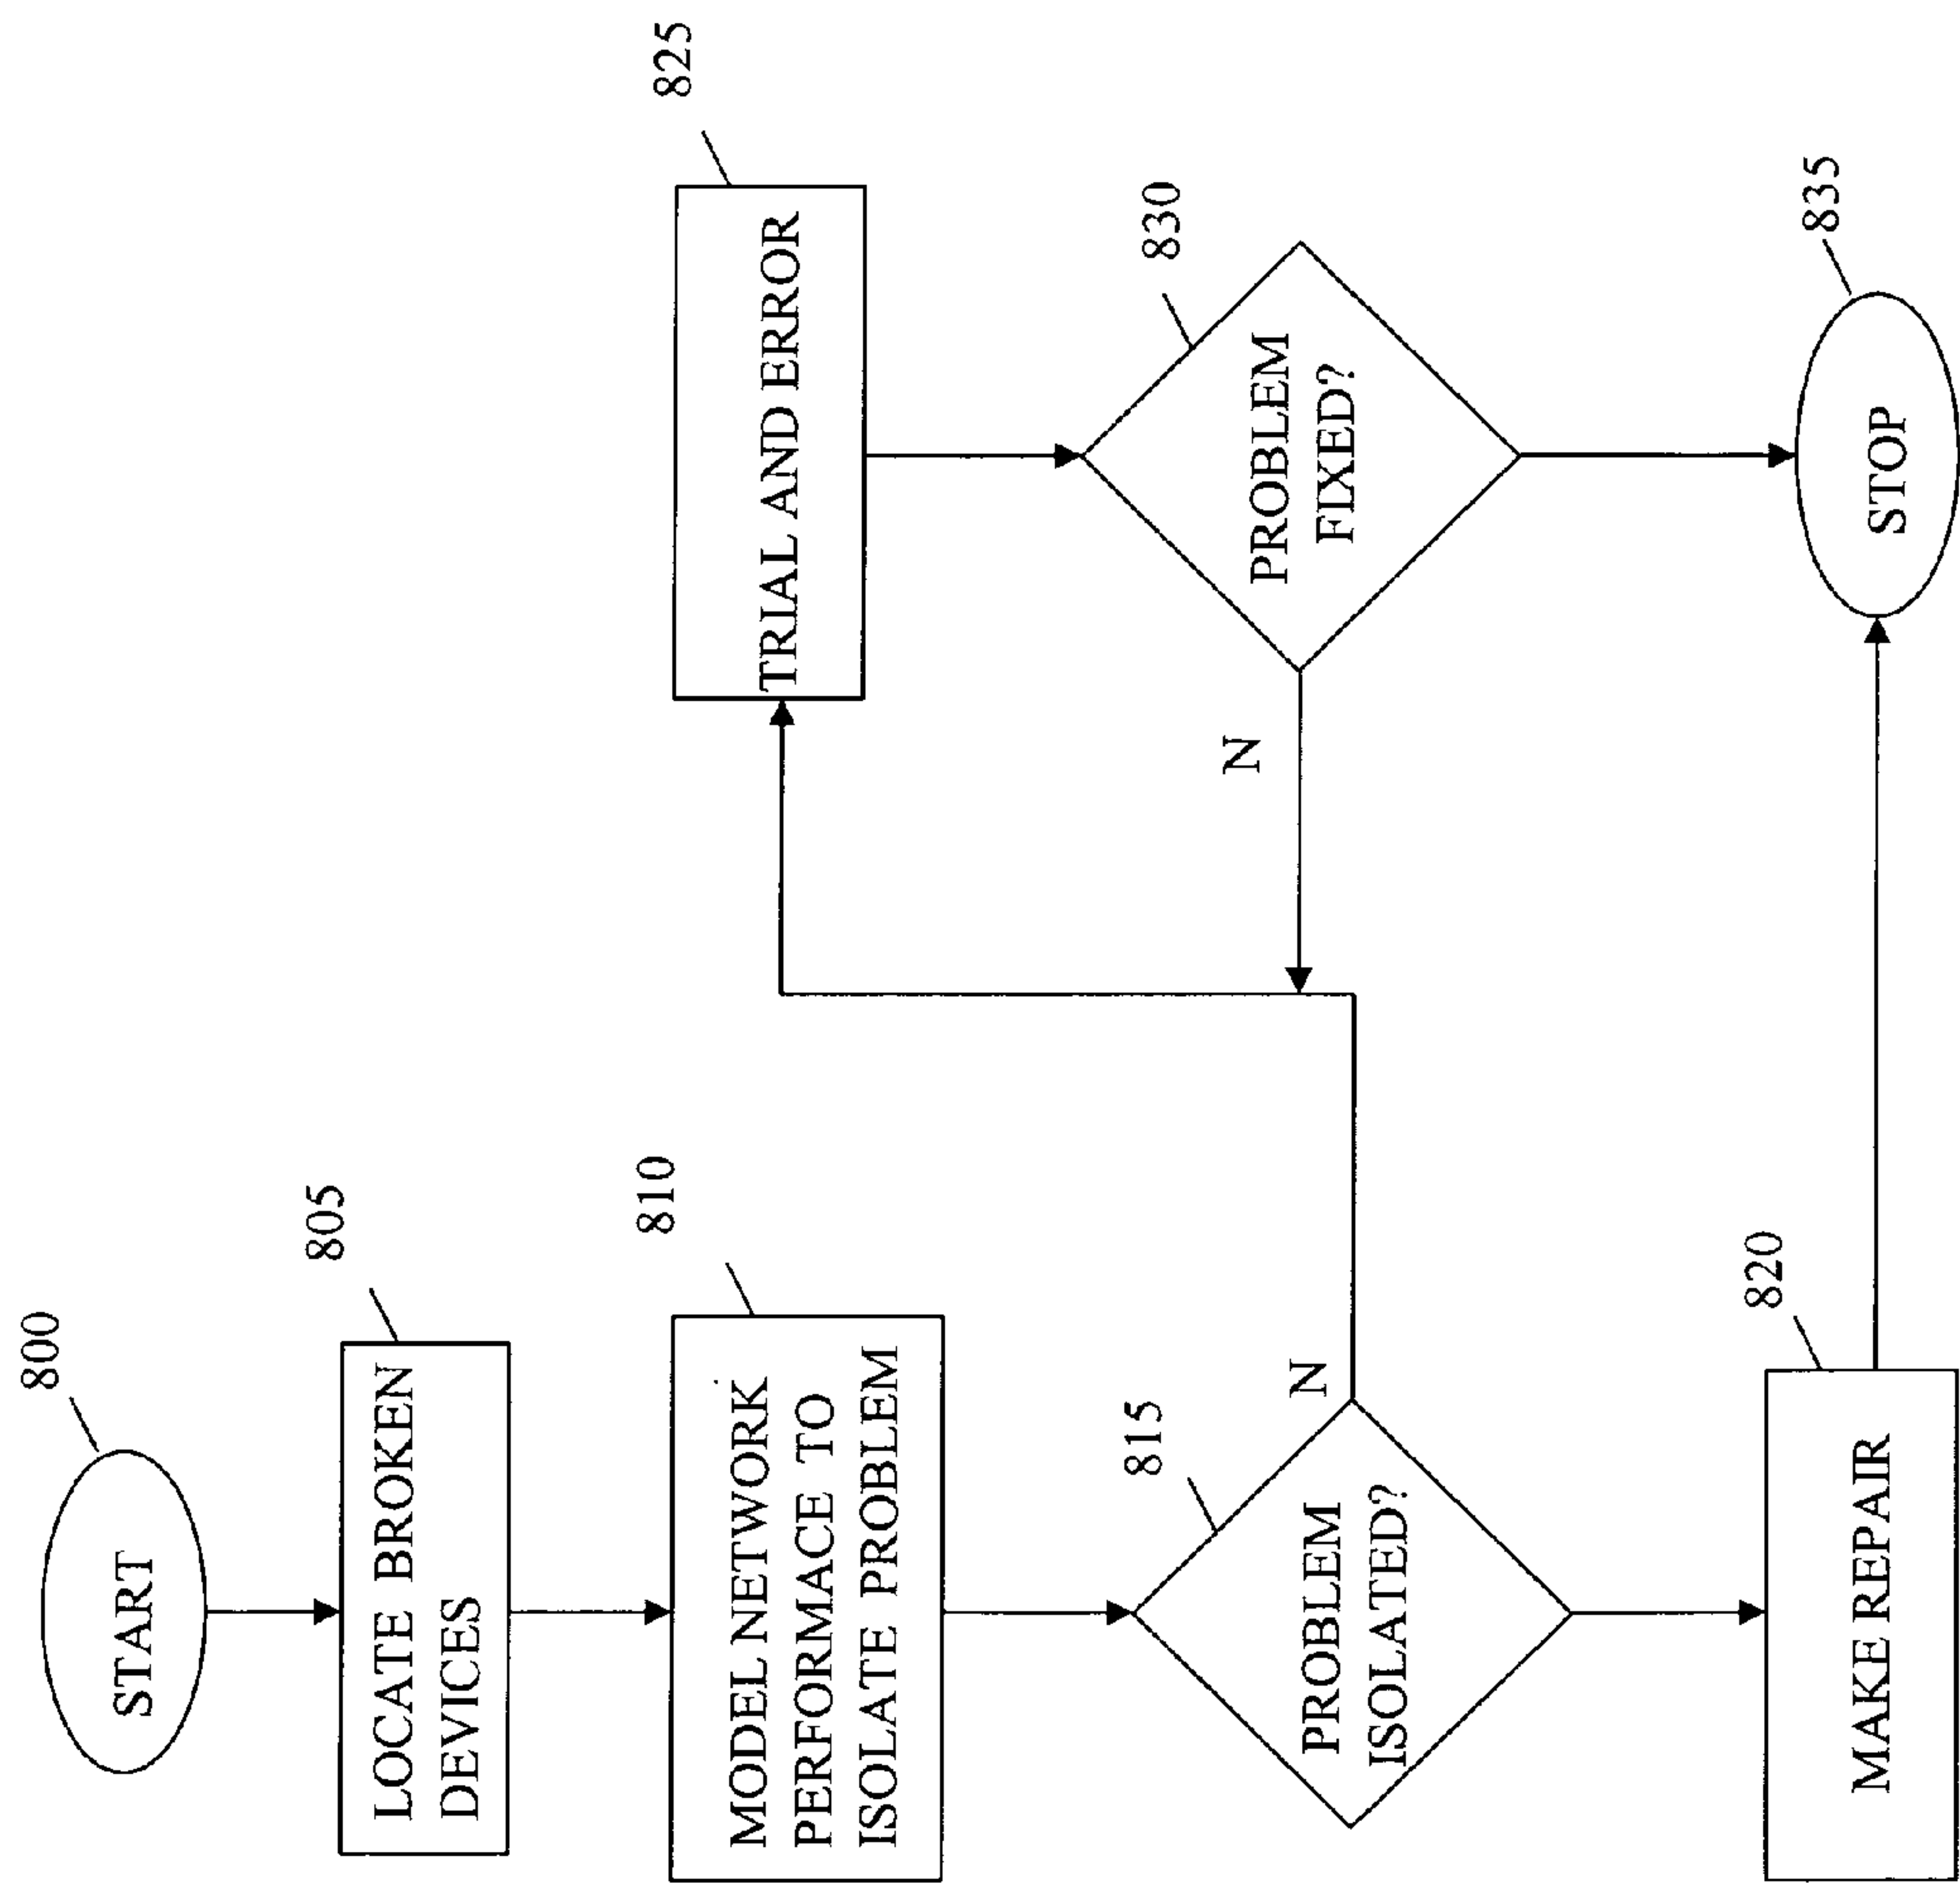 800
START
805
LOCATE BROKEN
DEVICES
810
MODEL NETWORK
PERFORMACE TO
ISOLATE PROBLEM
815
PROBLEM
ISOLATED?
N
820
MAKE REPAIR
825
TRIAL AND ERROR
830
PROBLEM
FIXED?
N
835
STOP